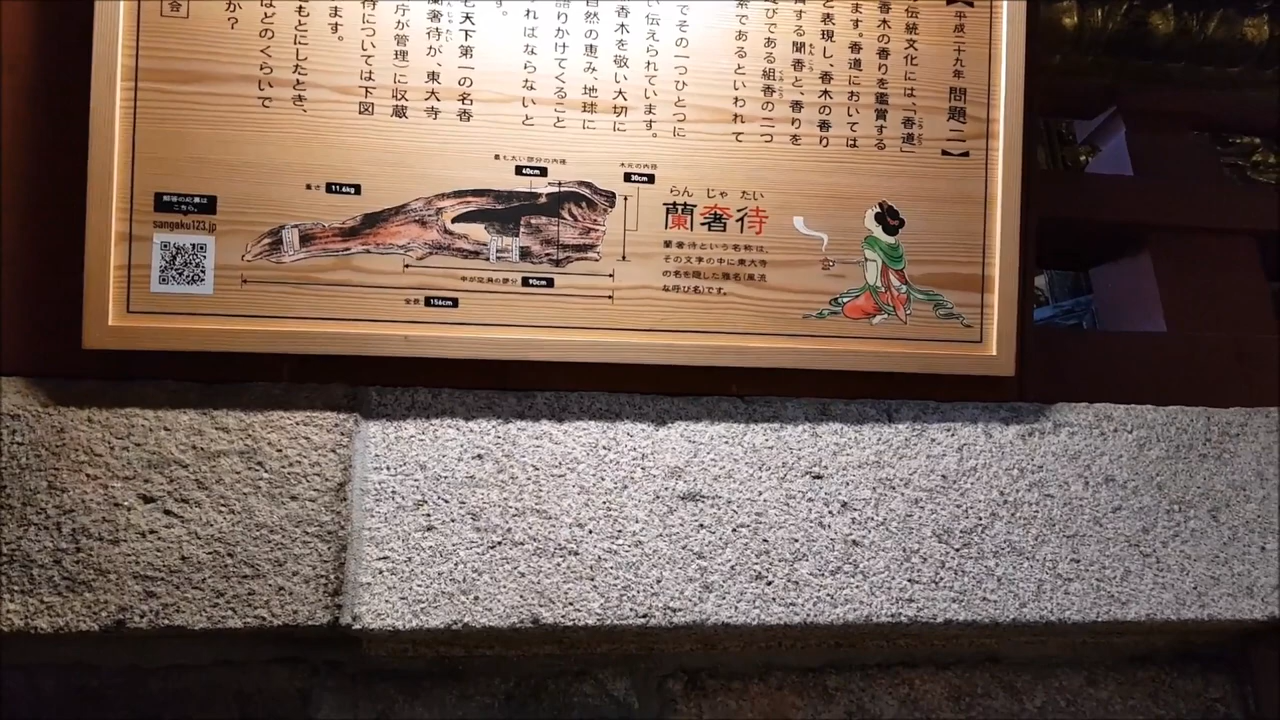 【平成二十九年 問題二】
伝統文化には、「香道」
香木の香りを鑑賞する
ます。香道においては
と表現し、香木の香り
する聞香と、香りを
びである組香の二つ
素であるといわれて
でその一つひとつに
い伝えられています。
香木を敬い大切に
自然の恵み、地球に
語りかけてくること
ればならないと
す。
天下第一の名香
蘭奢待が、東大寺
庁が管理)に収蔵
待については下図
ます。
もとにしたとき、
はどのくらいで
か?
会
最も太い部分の内径
40cm
木元の内径
30cm
重さ 11.6kg
中が空洞の部分 90cm
全長 156cm
らん じゃ たい
蘭奢待
蘭奢待という名称は、
その文字の中に東大寺
の名を隠した雅名(風流
な呼び名)です。
解答の応募は
こちら。
sangaku123.jp